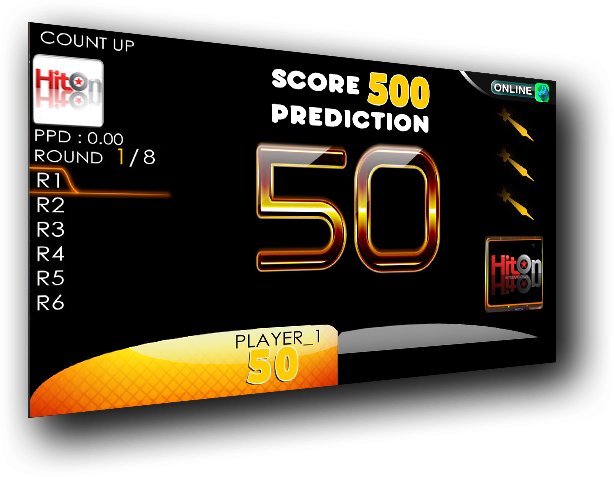 COUNT UP
HitOn
PPD : 0.00
ROUND 1/8
R1
R2
R3
R4
R5
R6
SCORE 500
PREDICTION
50
ONLINE
HitOn
PLAYER_1
50